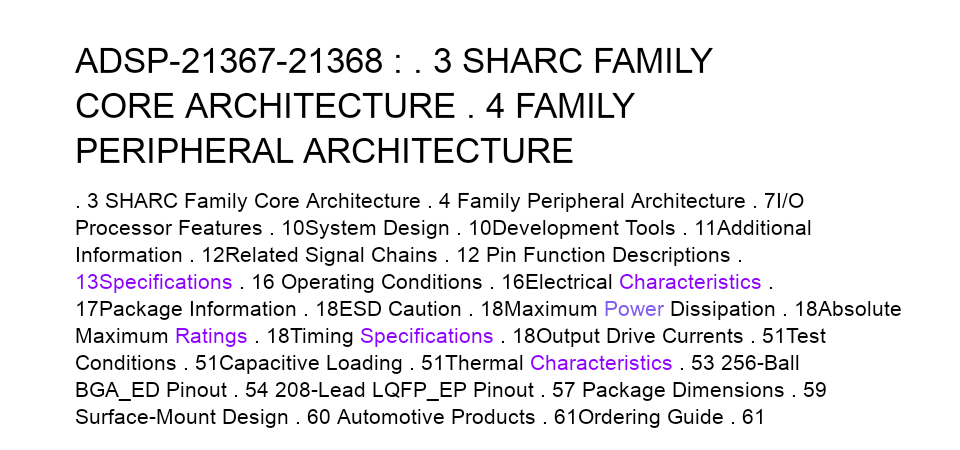 ADSP-21367-21368 : . 3 SHARC FAMILY
CORE ARCHITECTURE . 4 FAMILY
PERIPHERAL ARCHITECTURE
. 3 SHARC Family Core Architecture . 4 Family Peripheral Architecture . 7I/O
Processor Features . 10System Design . 10Development Tools . 11Additional
Information . 12Related Signal Chains . 12 Pin Function Descriptions .
13Specifications . 16 Operating Conditions . 16Electrical Characteristics .
17Package Information . 18ESD Caution . 18Maximum Power Dissipation . 18Absolute
Maximum Ratings . 18Timing Specifications . 18Output Drive Currents . 51Test
Conditions . 51Capacitive Loading . 51Thermal Characteristics . 53 256-Ball
BGA_ED Pinout . 54 208-Lead LQFP_EP Pinout . 57 Package Dimensions . 59
Surface-Mount Design . 60 Automotive Products . 61Ordering Guide . 61